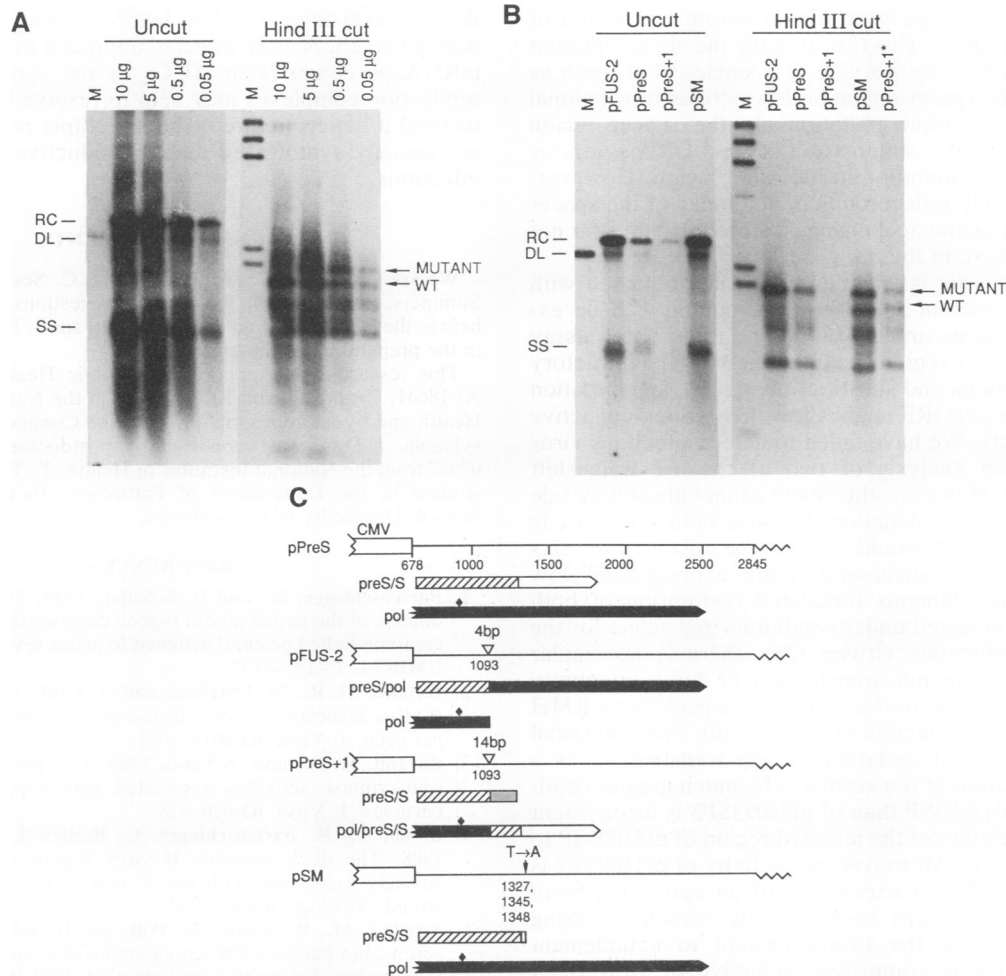 A
Uncut
Hind III cut
M
10 µg
5 µg
0.5 µg
0.05 µg
10 µg
5 µg
0.5 µg
0.05 µg
RC
DL
SS
MUTANT
WT
B
Uncut
Hind III cut
M
pFUS-2
pPreS
pPreS+1
pSM
M
pFUS-2
pPreS
pPreS+1
pSM
pPreS+1*
RC
DL
SS
MUTANT
WT
C
CMV
pPreS
678 1000 1500 2000 2500 2845
preS/S
pol
4bp
pFUS-2
1093
preS/pol
pol
14bp
pPreS+1
1093
preS
pol/preS/S
T→A
pSM
1327,
1345,
1348
preS/S
pol